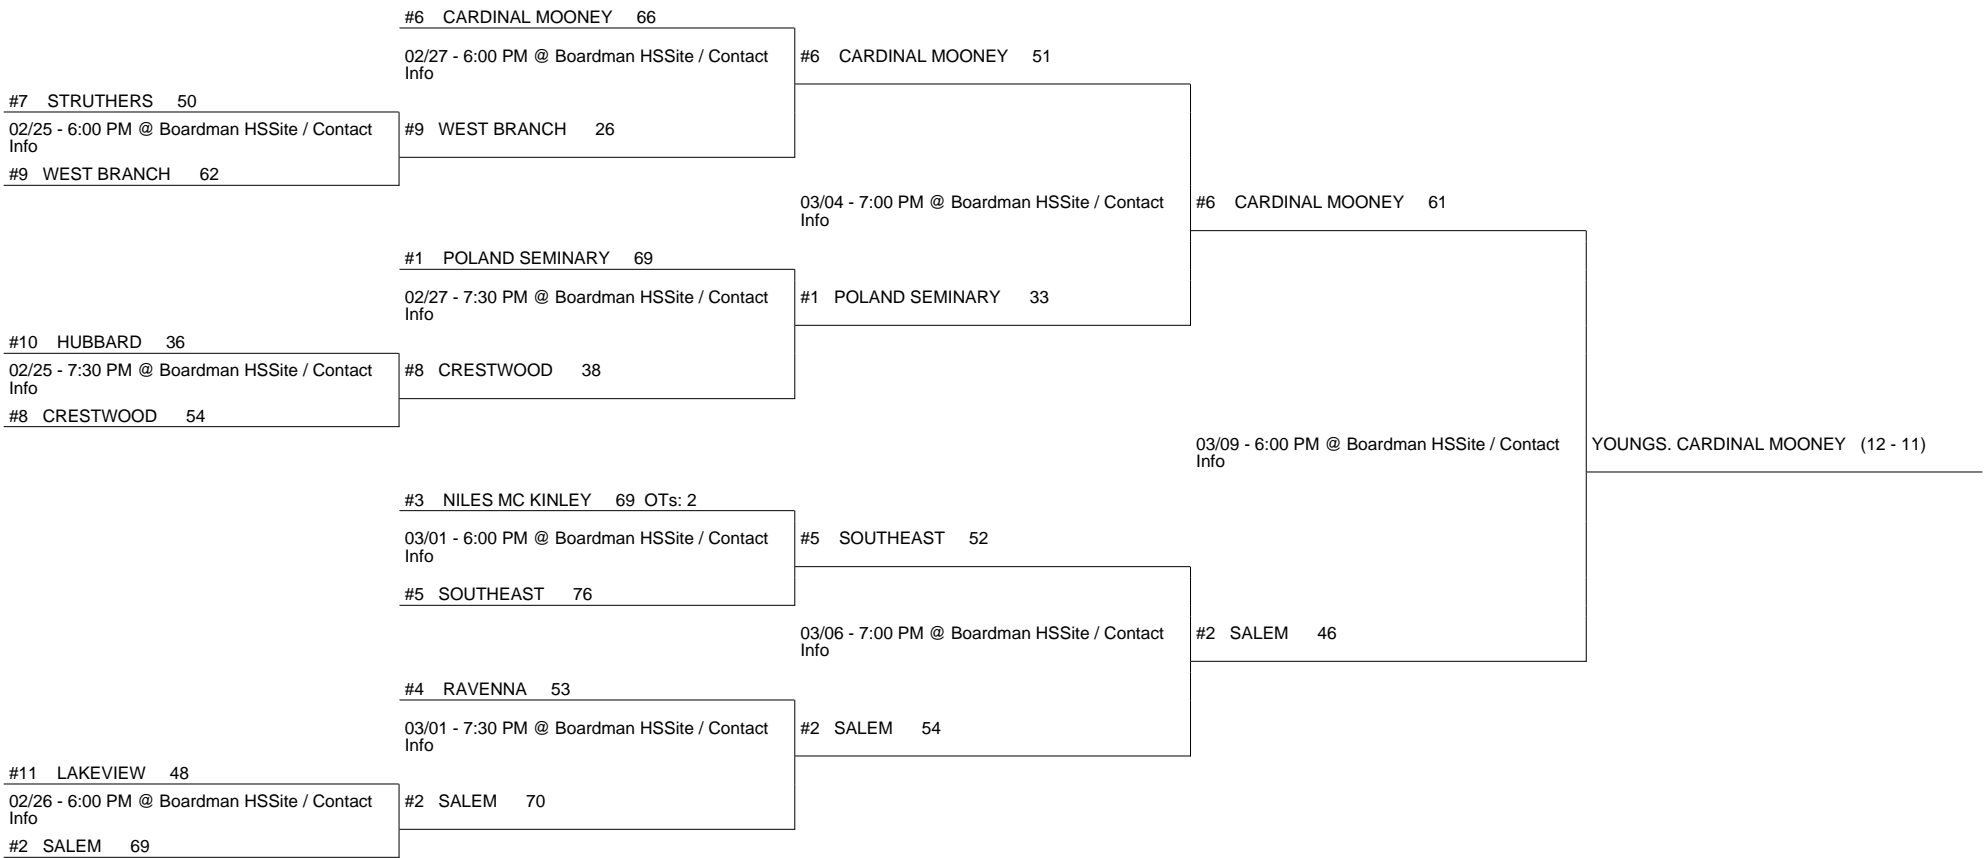 #6 CARDINAL MOONEY 66
02/27 - 6:00 PM @ Boardman HSSite / Contact
Info
#6 CARDINAL MOONEY 51
#7 STRUTHERS 50
02/25 - 6:00 PM @ Boardman HSSite / Contact
Info
#9 WEST BRANCH 26
#9 WEST BRANCH 62
03/04 - 7:00 PM @ Boardman HSSite / Contact
Info
#6 CARDINAL MOONEY 61
#1 POLAND SEMINARY 69
02/27 - 7:30 PM @ Boardman HSSite / Contact
Info
#1 POLAND SEMINARY 33
#10 HUBBARD 36
02/25 - 7:30 PM @ Boardman HSSite / Contact
Info
#8 CRESTWOOD 38
#8 CRESTWOOD 54
03/09 - 6:00 PM @ Boardman HSSite / Contact
Info
YOUNGS. CARDINAL MOONEY (12 - 11)
#3 NILES MC KINLEY 69 OTs: 2
03/01 - 6:00 PM @ Boardman HSSite / Contact
Info
#5 SOUTHEAST 52
#5 SOUTHEAST 76
03/06 - 7:00 PM @ Boardman HSSite / Contact
Info
#2 SALEM 46
#4 RAVENNA 53
03/01 - 7:30 PM @ Boardman HSSite / Contact
Info
#2 SALEM 54
#11 LAKEVIEW 48
02/26 - 6:00 PM @ Boardman HSSite / Contact
Info
#2 SALEM 70
#2 SALEM 69